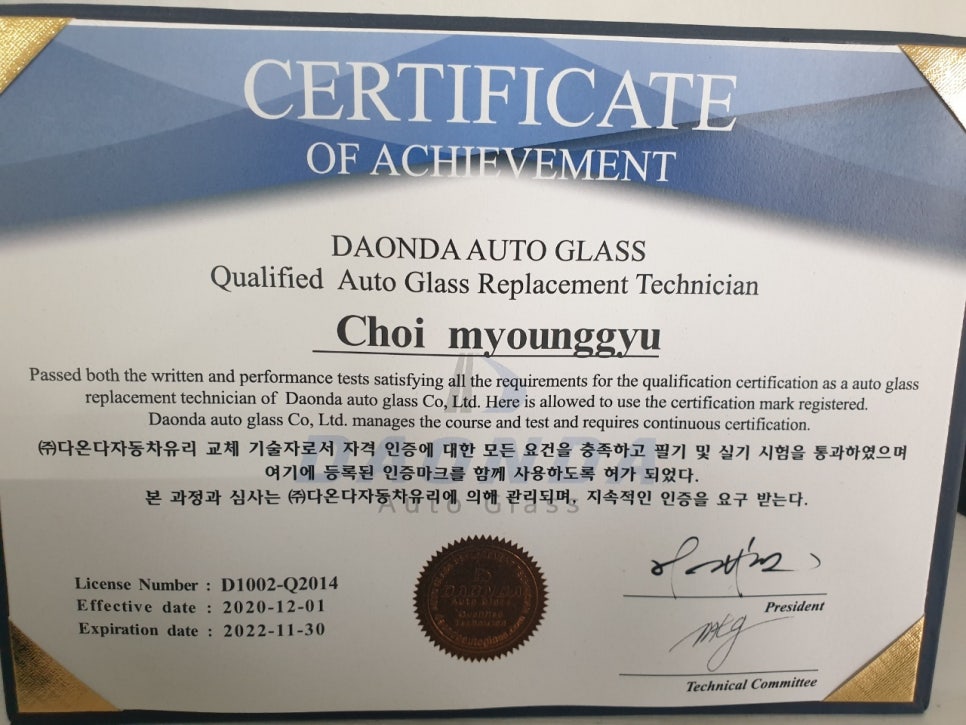 CERTIFICATE
OF ACHIEVEMENT
DAONDA AUTO GLASS
Qualified Auto Glass Replacement Technician
Choi myounggyu
Passed both the written and performance tests satisfying all the requirements for the qualification certification as a auto glass
replacement technician of Daonda auto glass Co, Ltd. Here is allowed to use the certification mark registered.
Daonda auto glass Co, Ltd. manages the course and test and requires continuous certification.
㈜다온다자동차유리 교체 기술자로서 자격 인증에 대한 모든 요건을 충족하고 필기 및 실기 시험을 통과하였으며
여기에 등록된 인증마크를 함께 사용하도록 허가 되었다.
본 과정과 심사는 ㈜다온다자동차유리에 의해 관리되며, 지속적인 인증을 요구 받는다.
DAONDA
Auto Glass
License Number : D1002-Q2014
Effective date : 2020-12-01
Expiration date : 2022-11-30
DAONDA
Auto Glass
Qualified
Technician
President
Technical Committee